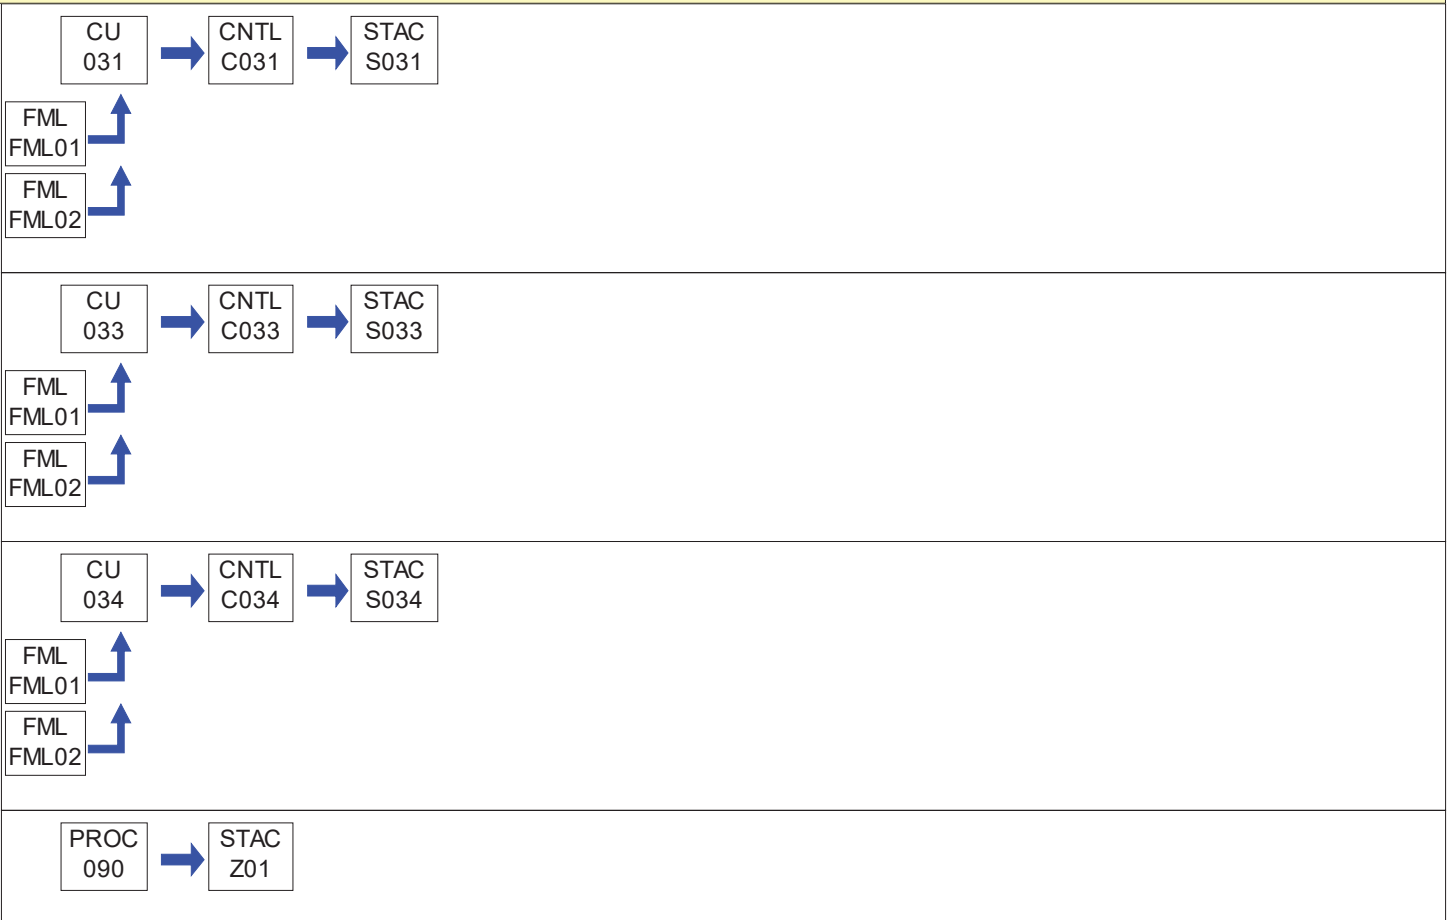 CU
031
CNTL
C031
STAC
S031
FML
FML01
FML
FML02
CU
033
CNTL
C033
STAC
S033
FML
FML01
FML
FML02
CU
034
CNTL
C034
STAC
S034
FML
FML01
FML
FML02
PROC
090
STAC
Z01